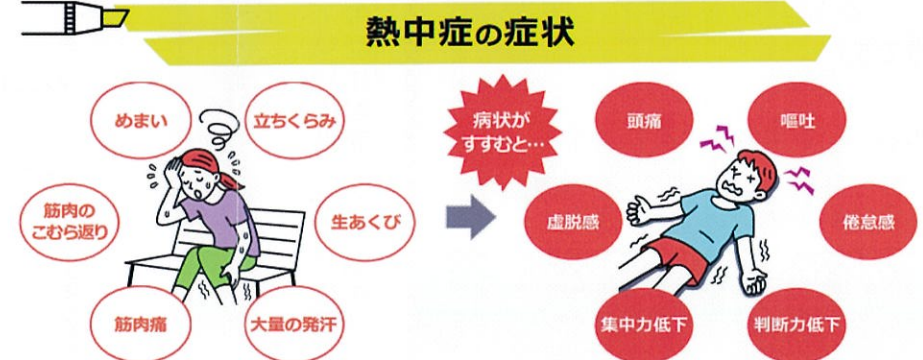 熱中症の症状
めまい
立ちくらみ
筋肉の
こむら返り
生あくび
筋肉痛
大量の発汗
病状が
すすむと…
頭痛
嘔吐
虚脱感
倦怠感
集中力低下
判断力低下